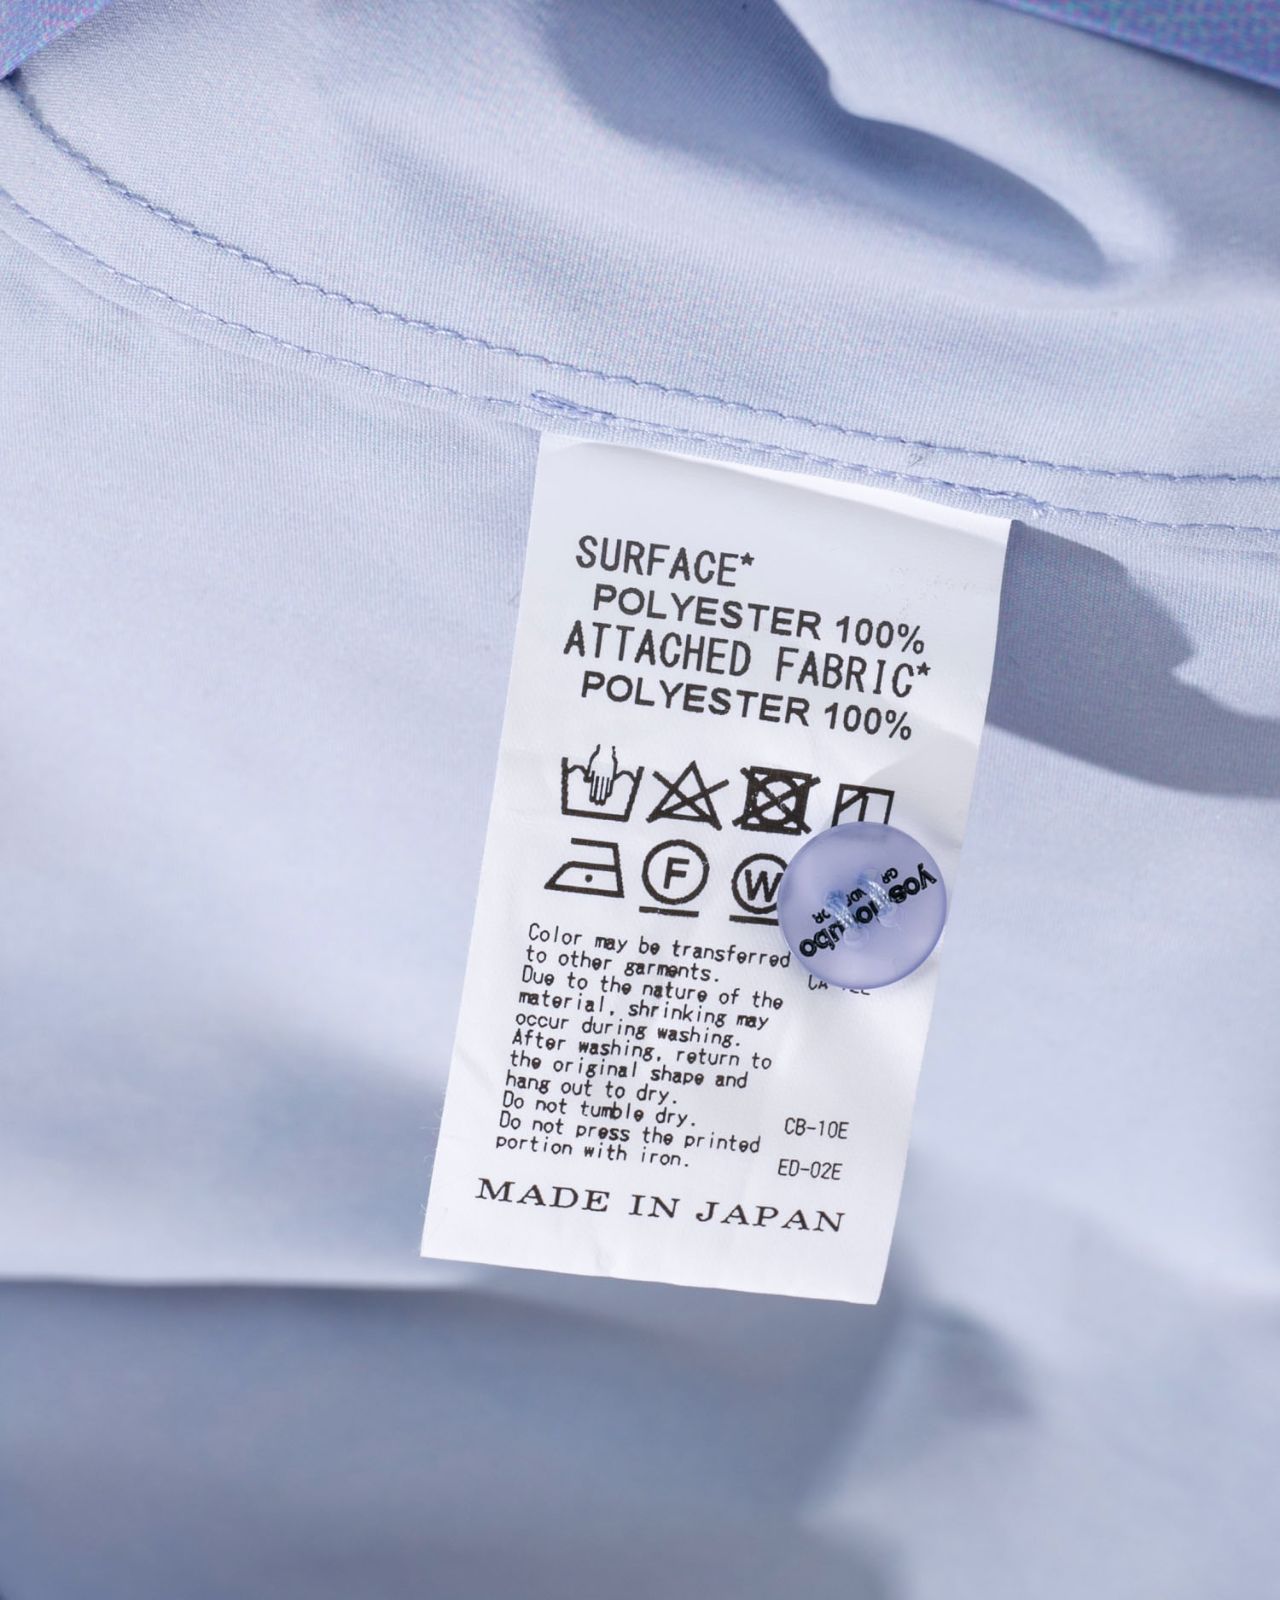 SURFACE*
POLYESTER 100%
ATTACHED FABRIC*
POLYESTER 100%
F
W
Color may be transferred
to other garments.
Due to the nature of the
material, shrinking may
occur during washing.
After washing, return to
the original shape and
hang out to dry.
Do not tumble dry.
Do not press the printed
portion with iron.
CB-10E
ED-02E
MADE IN JAPAN